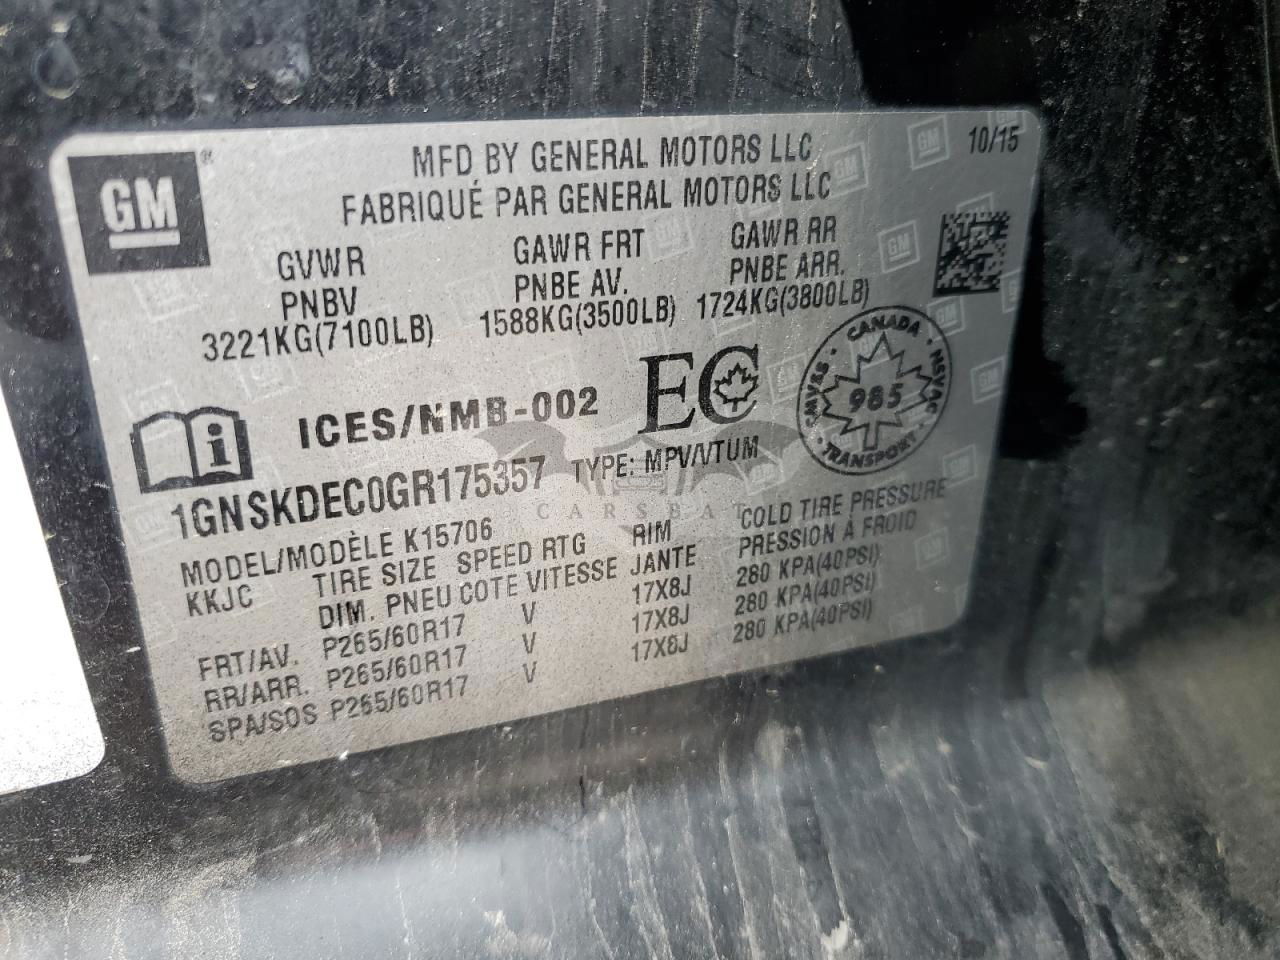 GM
MFD BY GENERAL MOTORS LLC
10/15
FABRIQUÉ PAR GENERAL MOTORS LLC
GVWR GAWR FRT GAWR RR
PNBV PNBE AV. PNBE ARR.
3221KG(7100LB) 1588KG(3500LB) 1724KG(3800LB)
ICES/NMB-002
EC
CANADA
CMVSS
985
NSVAC
TRANSPORT
1GNSKDEC0GR175357 TYPE: MPV/VTUM
CARSBAT
MODEL/MODÈLE K15706
KKJC TIRE SIZE SPEED RTG RIM COLD TIRE PRESSURE
DIM. PNEU COTE VITESSE JANTE PRESSION À FROID
FRT/AV. P265/60R17 V 17X8J 280 KPA(40PSI)
RR/ARR. P265/60R17 V 17X8J 280 KPA(40PSI)
SPA/SOS P265/60R17 V 17X8J 280 KPA(40PSI)